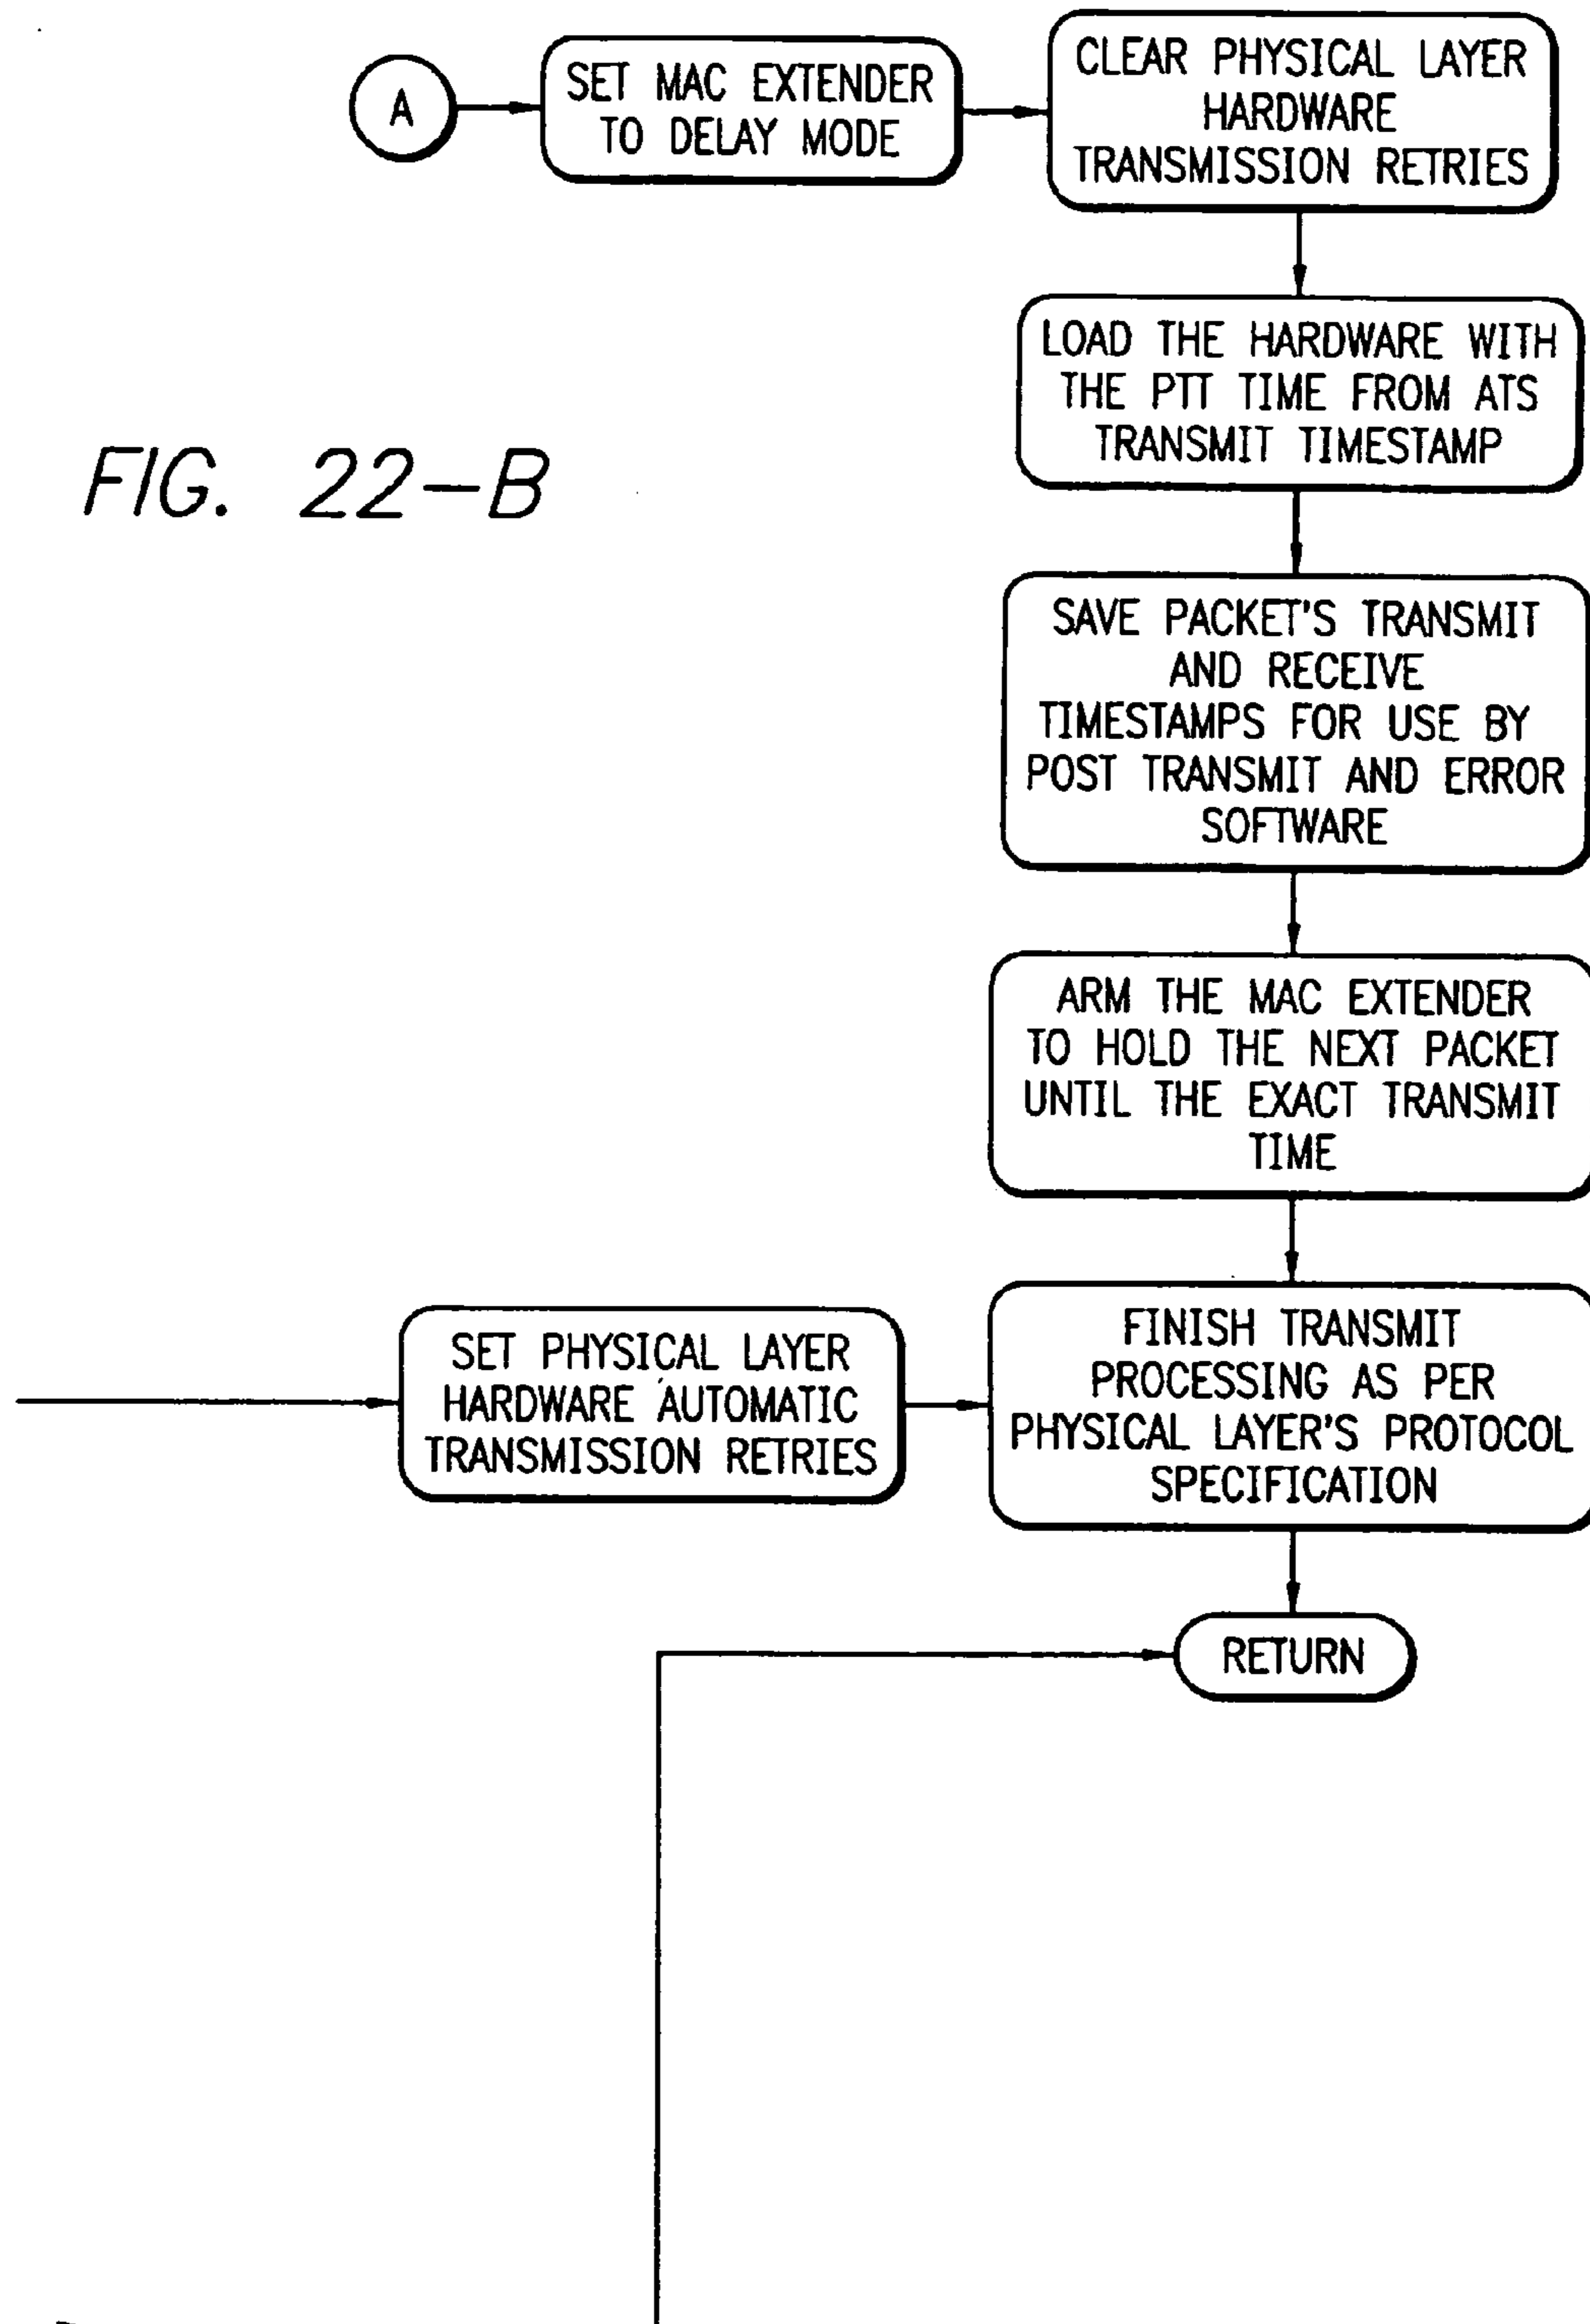 A
SET MAC EXTENDER
TO DELAY MODE
CLEAR PHYSICAL LAYER
HARDWARE
TRANSMISSION RETRIES
LOAD THE HARDWARE WITH
THE PTT TIME FROM ATS
TRANSMIT TIMESTAMP
FIG. 22-B
SAVE PACKET'S TRANSMIT
AND RECEIVE
TIMESTAMPS FOR USE BY
POST TRANSMIT AND ERROR
SOFTWARE
ARM THE MAC EXTENDER
TO HOLD THE NEXT PACKET
UNTIL THE EXACT TRANSMIT
TIME
SET PHYSICAL LAYER
HARDWARE AUTOMATIC
TRANSMISSION RETRIES
FINISH TRANSMIT
PROCESSING AS PER
PHYSICAL LAYER'S PROTOCOL
SPECIFICATION
RETURN